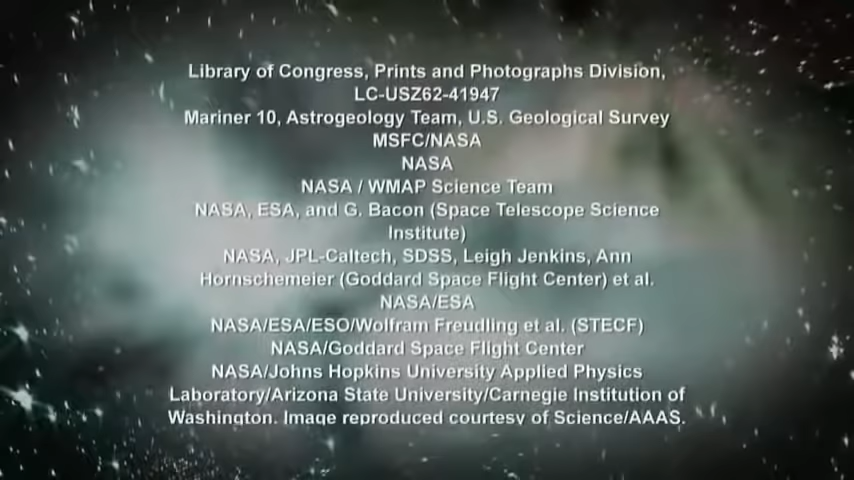 Library of Congress, Prints and Photographs Division,
LC-USZ62-41947
Mariner 10, Astrogeology Team, U.S. Geological Survey
MSFC/NASA
NASA
NASA / WMAP Science Team
NASA, ESA, and G. Bacon (Space Telescope Science
Institute)
NASA, JPL-Caltech, SDSS, Leigh Jenkins, Ann
Hornschemeier (Goddard Space Flight Center) et al.
NASA/ESA
NASA/ESA/ESO/Wolfram Freudling et al. (STECF)
NASA/Goddard Space Flight Center
NASA/Johns Hopkins University Applied Physics
Laboratory/Arizona State University/Carnegie Institution of
Washington. Image reproduced courtesy of Science/AAAS.